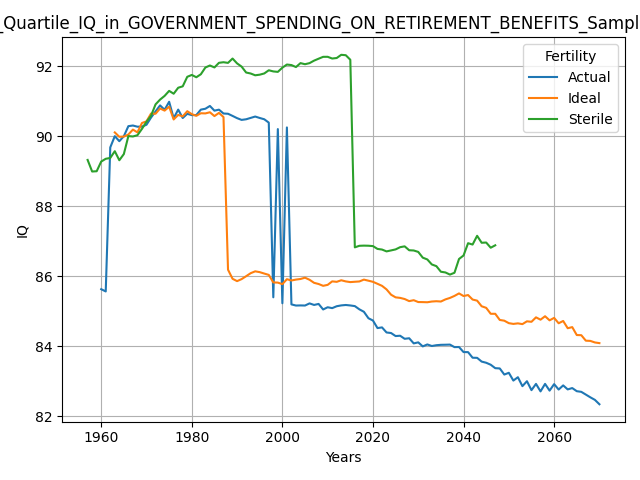 _Quartile_IQ_in_GOVERNMENT_SPENDING_ON_RETIREMENT_BENEFITS_Sampl
Fertility
Actual
Ideal
Sterile
IQ
92
90
88
86
84
82
1960 1980 2000 2020 2040 2060
Years